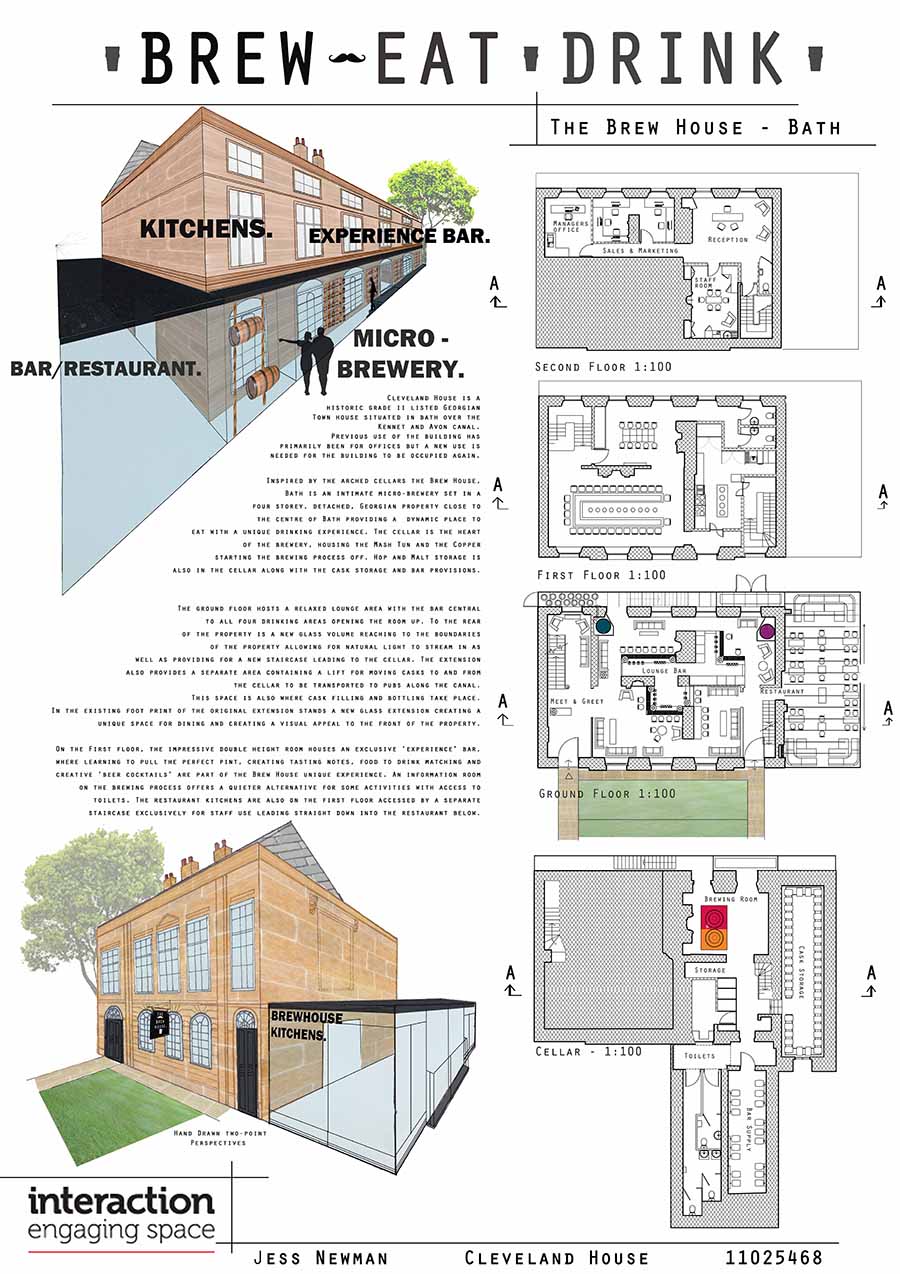 BREW EAT DRINK
THE BREW HOUSE - BATH
KITCHENS.
EXPERIENCE BAR.
BAR/RESTAURANT.
MICRO -
BREWERY.
CLEVELAND HOUSE IS A
HISTORIC GRADE II LISTED GEORGIAN
TOWN HOUSE SITUATED IN BATH OVER THE
KENNET AND AVON CANAL.
PREVIOUS USE OF THE BUILDING HAS
PRIMARILY BEEN FOR OFFICES BUT A NEW USE IS
NEEDED FOR THE BUILDING TO BE OCCUPIED AGAIN.
INSPIRED BY THE ARCHED CELLARS THE BREW HOUSE,
BATH IS AN INTIMATE MICRO-BREWERY SET IN A
FOUR STOREY, DETACHED, GEORGIAN PROPERTY CLOSE TO
THE CENTRE OF BATH PROVIDING A DYNAMIC PLACE TO
EAT WITH A UNIQUE DRINKING EXPERIENCE. THE CELLAR IS THE HEART
OF THE BREWERY, HOUSING THE MASH TUN AND THE COPPER
STARTING THE BREWING PROCESS OFF. HOP AND MALT STORAGE IS
ALSO IN THE CELLAR ALONG WITH THE CASK STORAGE AND BAR PROVISIONS.
THE GROUND FLOOR HOSTS A RELAXED LOUNGE AREA WITH THE BAR CENTRAL
TO ALL FOUR DRINKING AREAS OPENING THE ROOM UP. TO THE REAR
OF THE PROPERTY IS A NEW GLASS VOLUME REACHING TO THE BOUNDARIES
OF THE PROPERTY ALLOWING FOR NATURAL LIGHT TO STREAM IN AS
WELL AS PROVIDING FOR A NEW STAIRCASE LEADING TO THE CELLAR. THE EXTENSION
ALSO PROVIDES A SEPARATE AREA CONTAINING A LIFT FOR MOVING CASKS TO AND FROM
THE CELLAR TO BE TRANSPORTED TO PUBS ALONG THE CANAL.
THIS SPACE IS ALSO WHERE CASK FILLING AND BOTTLING TAKE PLACE.
IN THE EXISTING FOOT PRINT OF THE ORIGINAL EXTENSION STANDS A NEW GLASS EXTENSION CREATING A
UNIQUE SPACE FOR DINING AND CREATING A VISUAL APPEAL TO THE FRONT OF THE PROPERTY.
ON THE FIRST FLOOR, THE IMPRESSIVE DOUBLE HEIGHT ROOM HOUSES AN EXCLUSIVE 'EXPERIENCE' BAR,
WHERE LEARNING TO PULL THE PERFECT PINT, CREATING TASTING NOTES, FOOD TO DRINK MATCHING AND
CREATIVE 'BEER COCKTAILS' ARE PART OF THE BREW HOUSE UNIQUE EXPERIENCE. AN INFORMATION ROOM
ON THE BREWING PROCESS OFFERS A QUIETER ALTERNATIVE FOR SOME ACTIVITIES WITH ACCESS TO
TOILETS. THE RESTAURANT KITCHENS ARE ALSO ON THE FIRST FLOOR ACCESSED BY A SEPARATE
STAIRCASE EXCLUSIVELY FOR STAFF USE LEADING STRAIGHT DOWN INTO THE RESTAURANT BELOW.
THE
BREW
HOUSE
BREWHOUSE
KITCHENS.
HAND DRAWN TWO-POINT
PERSPECTIVES
MANAGERS
OFFICE
SALES & MARKETING
RECEPTION
STAFF
ROOM
A
A
SECOND FLOOR 1:100
A
A
FIRST FLOOR 1:100
LOUNGE BAR
MEET & GREET
RESTAURANT
A
A
GROUND FLOOR 1:100
BREWING ROOM
STORAGE
CASK STORAGE
A
A
CELLAR - 1:100
TOILETS
BAR SUPPLY
interaction
engaging space
JESS NEWMAN CLEVELAND HOUSE 11025468